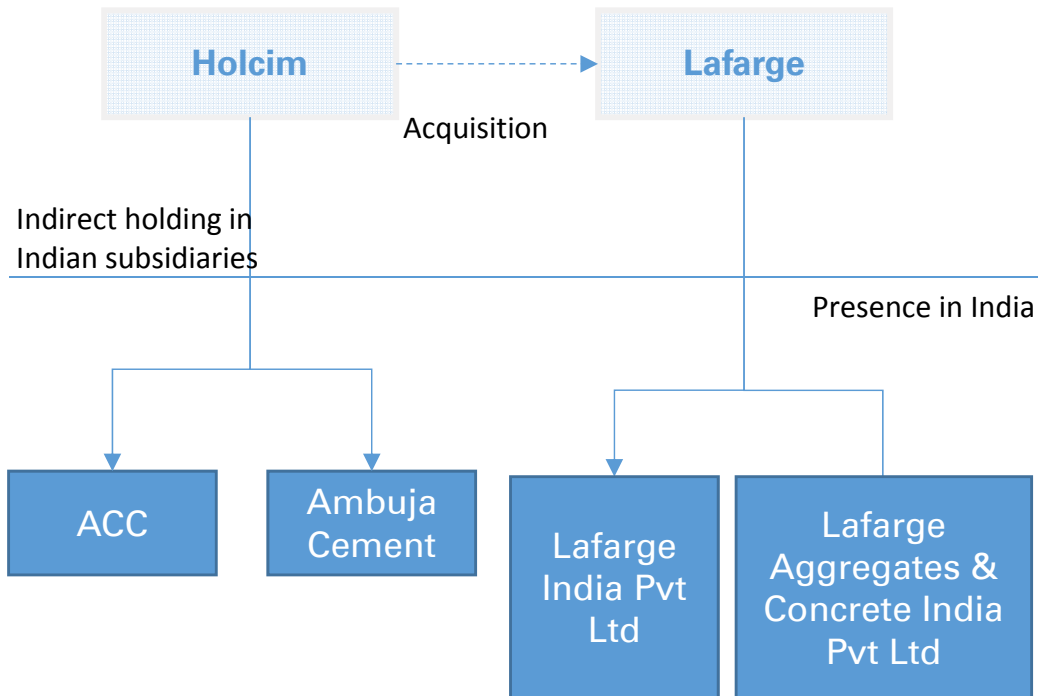 Holcim
Lafarge
Acquisition
Indirect holding in
Indian subsidiaries
Presence in India
ACC
Ambuja
Cement
Lafarge
India Pvt
Ltd
Lafarge
Aggregates &
Concrete India
Pvt Ltd